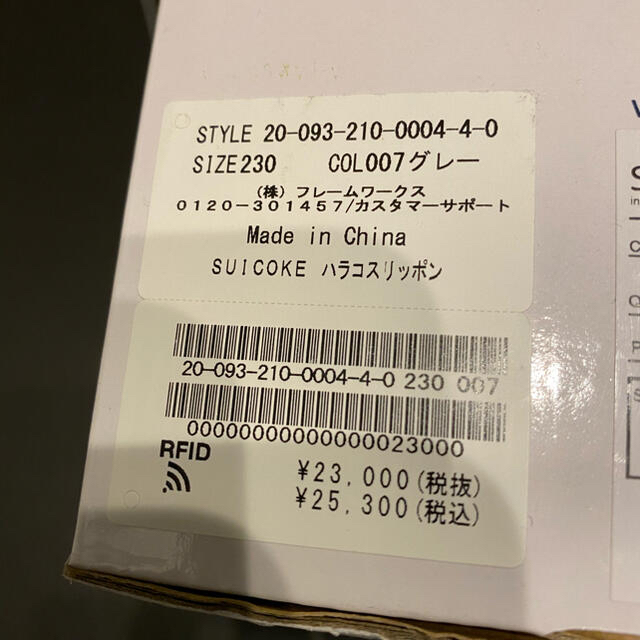 STYLE 20-093-210-0004-4-0
SIZE230 COL007グレー
(株) フレームワークス
0120-301457/カスタマーサポート
Made in China
SUICOKE ハラコスリッポン
20-093-210-0004-4-0 230 007
00000000000000023000
RFID
¥23,000(税抜)
¥25,300(税込)